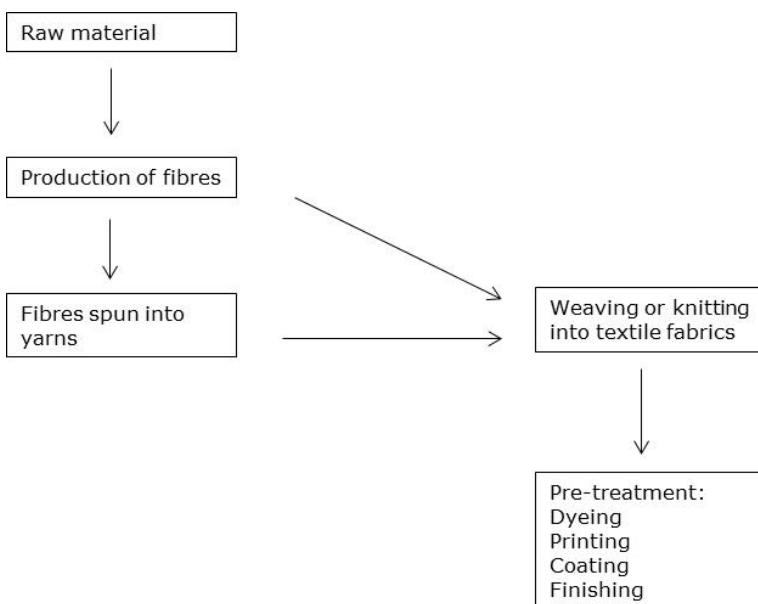 Raw material
Production of fibres
Fibres spun into
yarns
Weaving or knitting
into textile fabrics
Pre-treatment:
Dyeing
Printing
Coating
Finishing